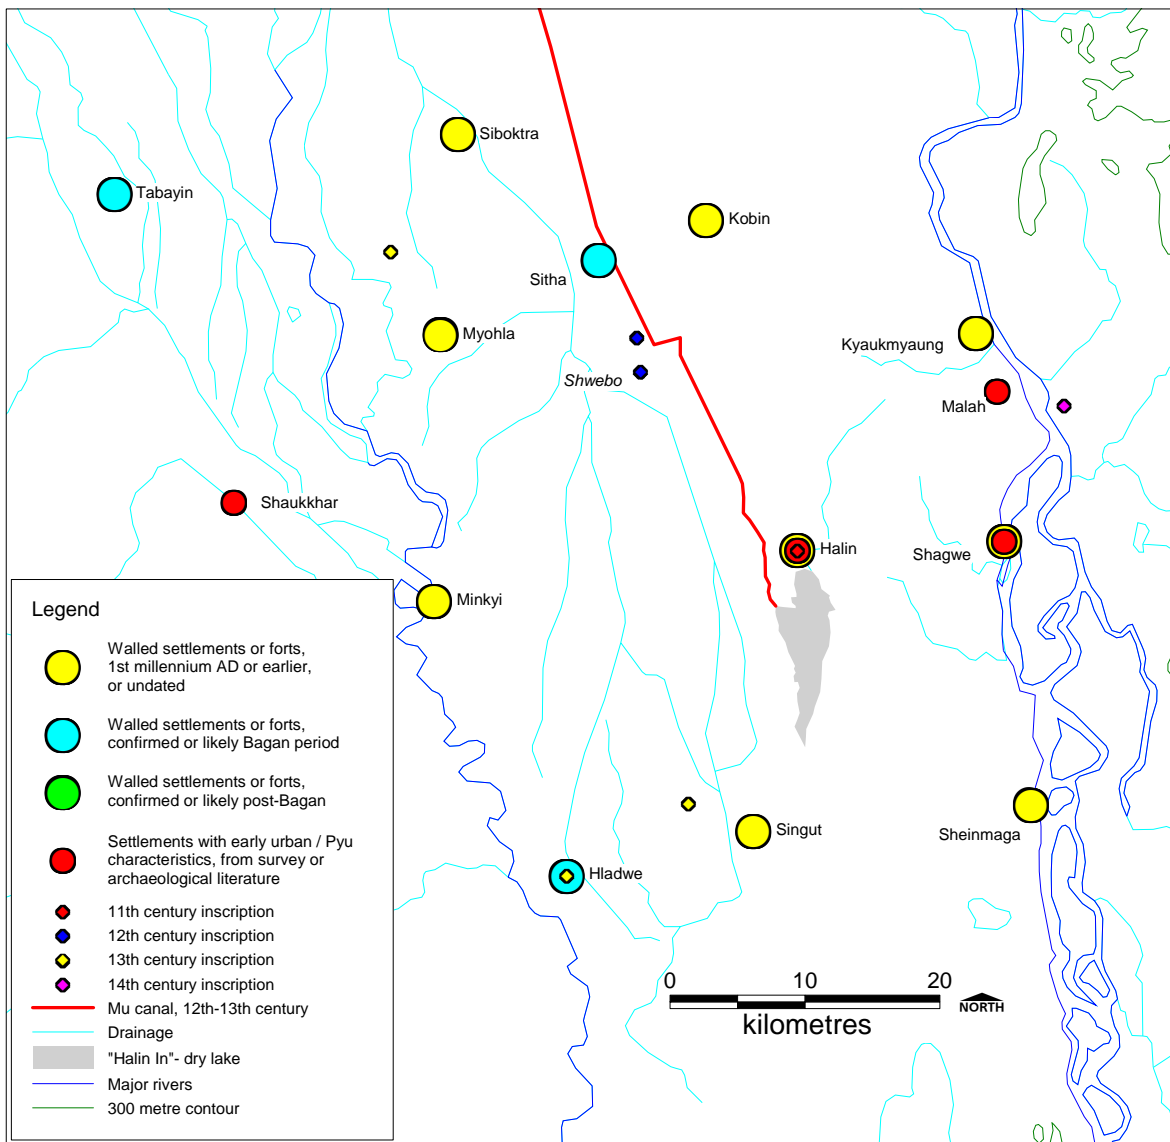 Siboktra
Tabayin
Kobin
Sitha
Myohla
Kyaukmyaung
Shwebo
Malah
Shaukkhar
Halin
Shagwe
Minkyi
Legend
Walled settlements or forts,
1st millennium AD or earlier,
or undated
Walled settlements or forts,
confirmed or likely Bagan period
Walled settlements or forts,
confirmed or likely post-Bagan
Settlements with early urban / Pyu
characteristics, from survey or
archaeological literature
11th century inscription
12th century inscription
13th century inscription
14th century inscription
Mu canal, 12th-13th century
Drainage
"Halin In"- dry lake
Major rivers
300 metre contour
Singut
Sheinmaga
Hladwe
0 10 20
kilometres
NORTH